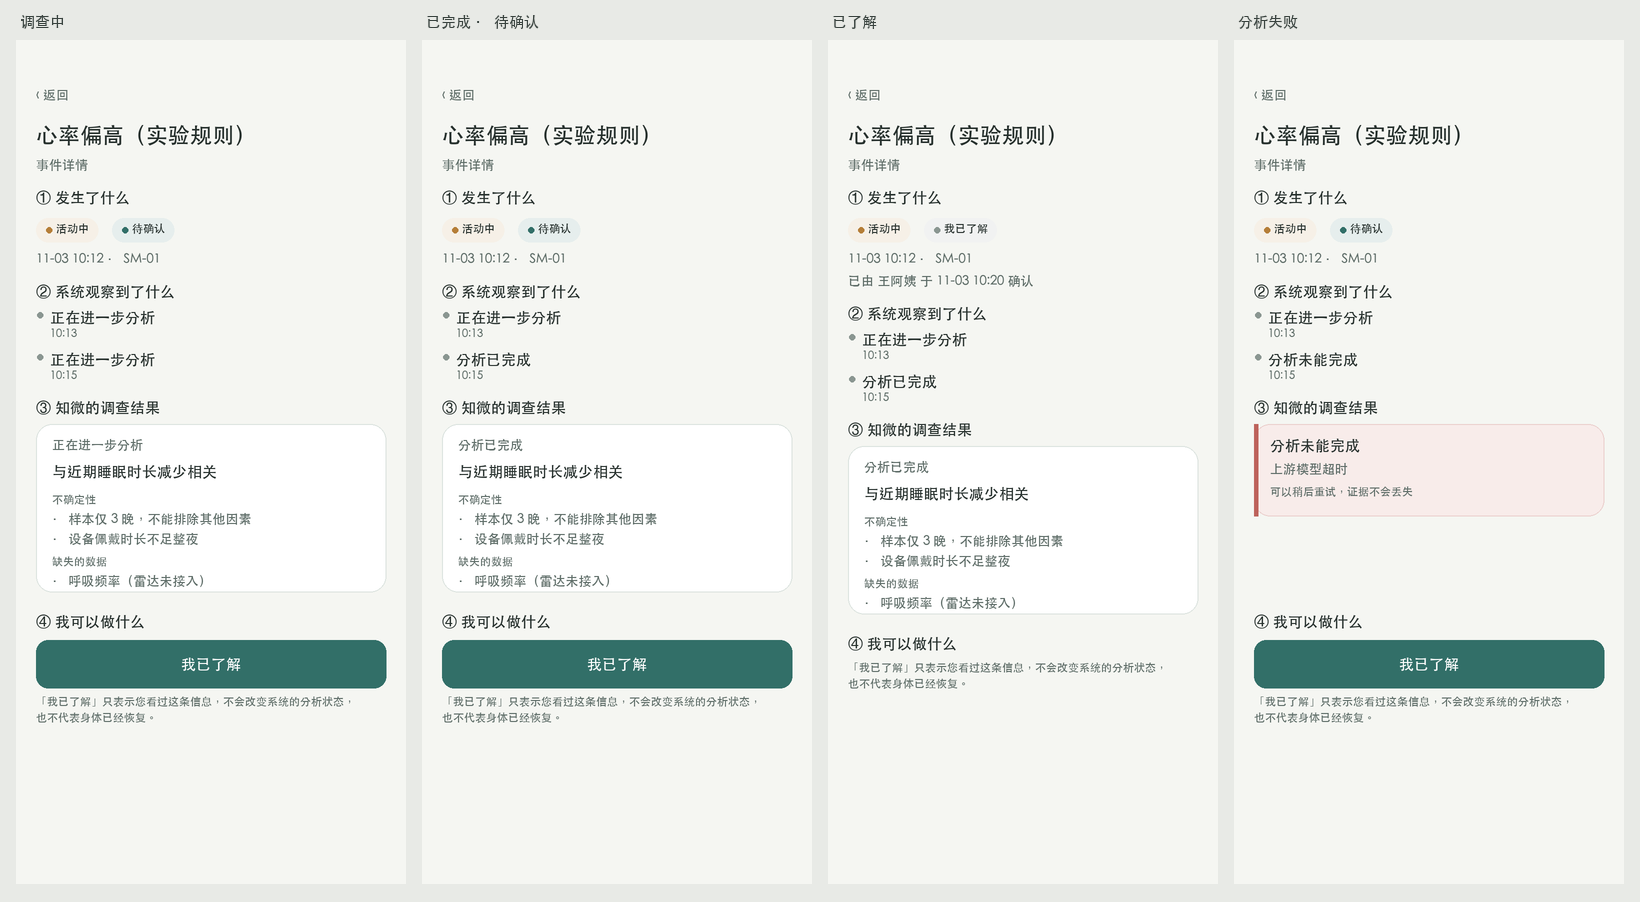 调查中
‹ 返回
心率偏高（实验规则）
事件详情
① 发生了什么
活动中
待确认
11-03 10:12 · SM-01
② 系统观察到了什么
正在进一步分析
10:13
正在进一步分析
10:15
③ 知微的调查结果
正在进一步分析
与近期睡眠时长减少相关
不确定性
· 样本仅 3 晚，不能排除其他因素
· 设备佩戴时长不足整夜
缺失的数据
· 呼吸频率（雷达未接入）
④ 我可以做什么
我已了解
「我已了解」只表示您看过这条信息，不会改变系统的分析状态，
也不代表身体已经恢复。
已完成 · 待确认
‹ 返回
心率偏高（实验规则）
事件详情
① 发生了什么
活动中
待确认
11-03 10:12 · SM-01
② 系统观察到了什么
正在进一步分析
10:13
分析已完成
10:15
③ 知微的调查结果
分析已完成
与近期睡眠时长减少相关
不确定性
· 样本仅 3 晚，不能排除其他因素
· 设备佩戴时长不足整夜
缺失的数据
· 呼吸频率（雷达未接入）
④ 我可以做什么
我已了解
「我已了解」只表示您看过这条信息，不会改变系统的分析状态，
也不代表身体已经恢复。
已了解
‹ 返回
心率偏高（实验规则）
事件详情
① 发生了什么
活动中
我已了解
11-03 10:12 · SM-01
已由 王阿姨 于 11-03 10:20 确认
② 系统观察到了什么
正在进一步分析
10:13
分析已完成
10:15
③ 知微的调查结果
分析已完成
与近期睡眠时长减少相关
不确定性
· 样本仅 3 晚，不能排除其他因素
· 设备佩戴时长不足整夜
缺失的数据
· 呼吸频率（雷达未接入）
④ 我可以做什么
「我已了解」只表示您看过这条信息，不会改变系统的分析状态，
也不代表身体已经恢复。
分析失败
‹ 返回
心率偏高（实验规则）
事件详情
① 发生了什么
活动中
待确认
11-03 10:12 · SM-01
② 系统观察到了什么
正在进一步分析
10:13
分析未能完成
10:15
③ 知微的调查结果
分析未能完成
上游模型超时
可以稍后重试，证据不会丢失
④ 我可以做什么
我已了解
「我已了解」只表示您看过这条信息，不会改变系统的分析状态，
也不代表身体已经恢复。